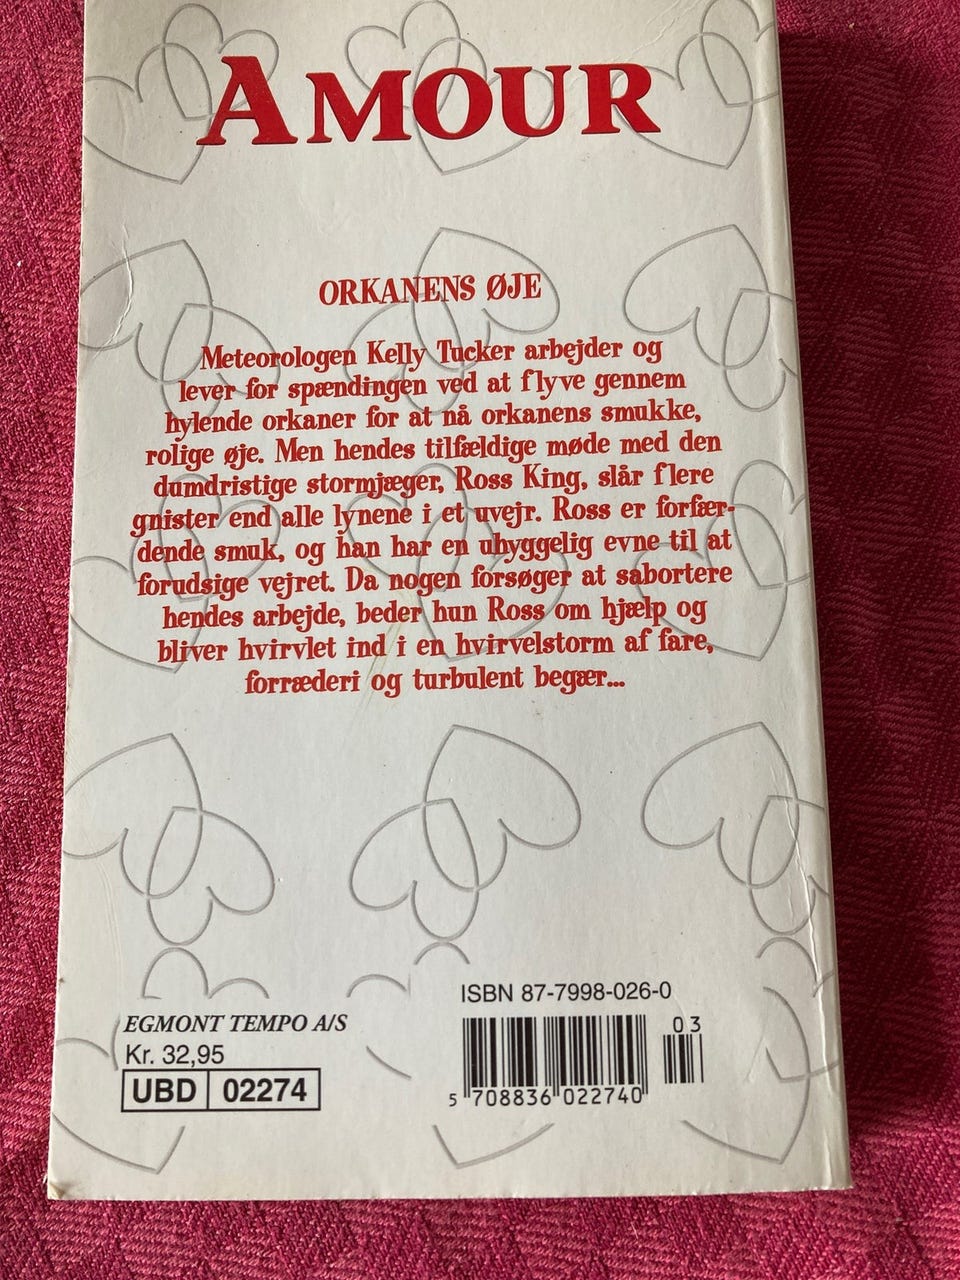 AMOUR
ORKANENS ØJE
Meteorologen Kelly Tucker arbejder og
lever for spændingen ved at flyve gennem
hylende orkaner for at nå orkanens smukke,
rolige øje. Men hendes tilfældige møde med den
dumdristige stormjæger, Ross King, slår flere
gnister end alle lynene i et uvejr. Ross er forfær-
dende smuk, og han har en uhyggelig evne til at
forudsige vejret. Da nogen forsøger at sabortere
hendes arbejde, beder hun Ross om hjælp og
bliver hvirvlet ind i en hvirvelstorm af fare,
forræderi og turbulent begær...
ISBN 87-7998-026-0
EGMONT TEMPO A/S
Kr. 32,95
UBD 02274
03
5 708836 022740